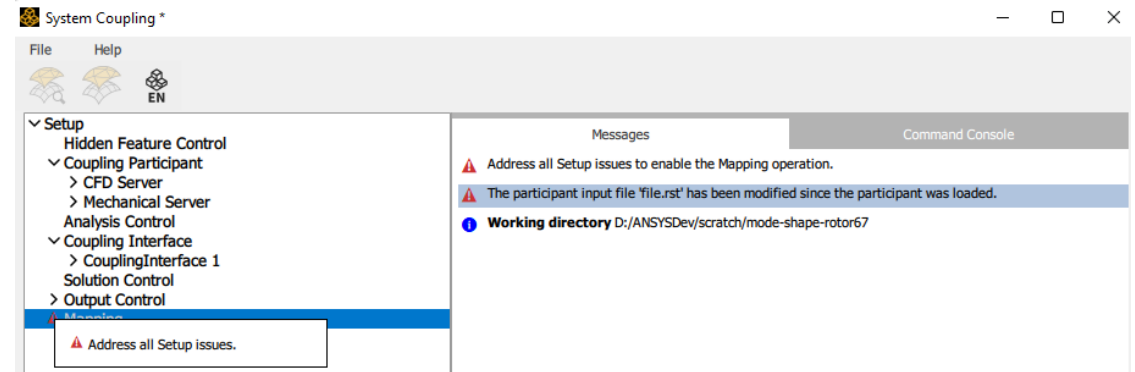 System Coupling *
File Help
EN
Setup
Hidden Feature Control
Coupling Participant
CFD Server
Mechanical Server
Analysis Control
Coupling Interface
CouplingInterface 1
Solution Control
Output Control
Mapping
Address all Setup issues.
Messages Command Console
Address all Setup issues to enable the Mapping operation.
The participant input file 'file.rst' has been modified since the participant was loaded.
Working directory D:/ANSYSDev/scratch/mode-shape-rotor67